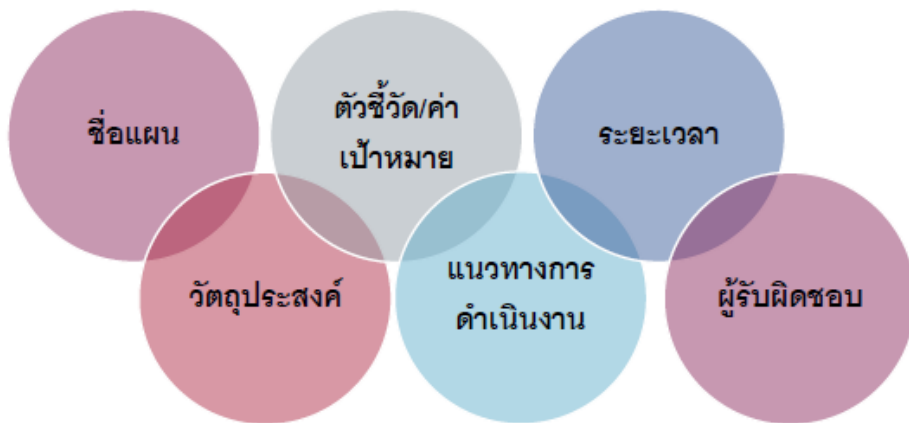 ชื่อแผน
วัตถุประสงค์
ตัวชี้วัด/ค่า
เป้าหมาย
แนวทางการ
ดำเนินงาน
ระยะเวลา
ผู้รับผิดชอบ